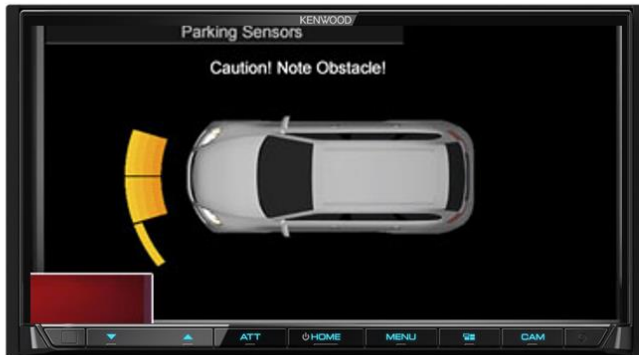 KENWOOD
Parking Sensors
Caution! Note Obstacle!
ATT
HOME
MENU
CAM